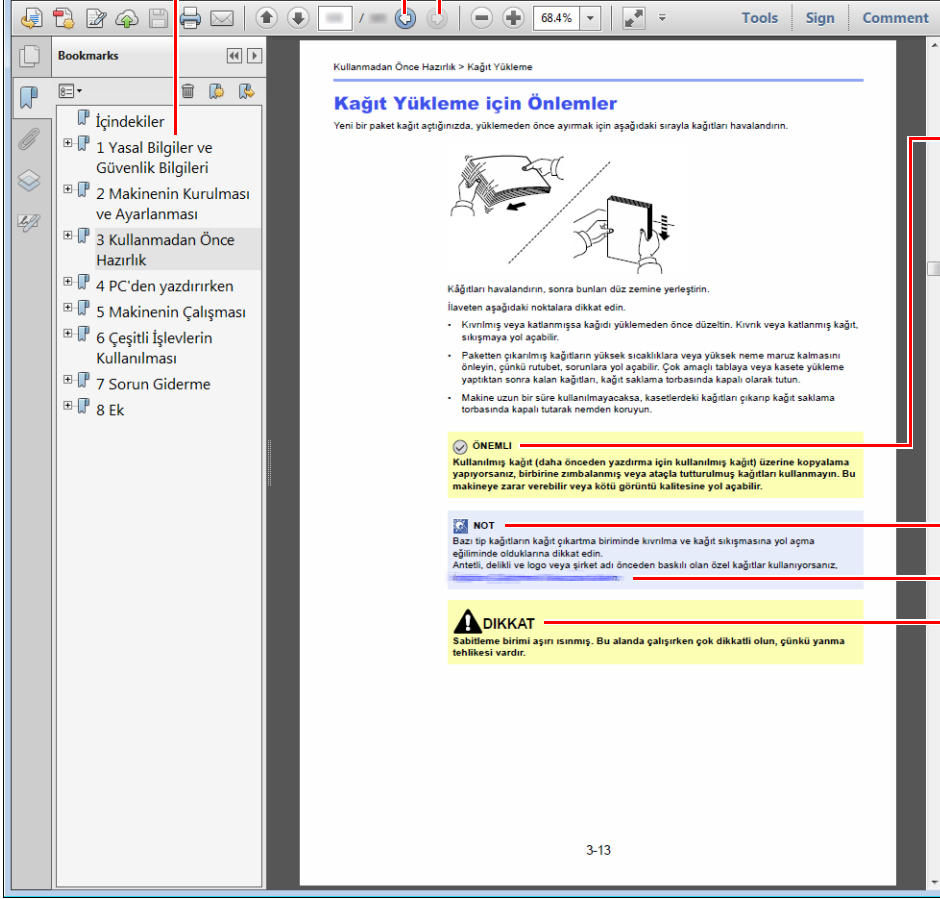 /
68.4%
Tools
Sign
Comment
Bookmarks
İçindekiler
1 Yasal Bilgiler ve
Güvenlik Bilgileri
2 Makinenin Kurulması
ve Ayarlanması
3 Kullanmadan Önce
Hazırlık
4 PC'den yazdırırken
5 Makinenin Çalışması
6 Çeşitli İşlevlerin
Kullanılması
7 Sorun Giderme
8 Ek
Kullanmadan Önce Hazırlık > Kağıt Yükleme
Kağıt Yükleme için Önlemler
Yeni bir paket kağıt açtığınızda, yüklemeden önce ayırmak için aşağıdaki sırayla kağıtları havalandırın.
Kâğıtları havalandırın, sonra bunları düz zemine yerleştirin.
İlaveten aşağıdaki noktalara dikkat edin.
• Kıvrılmış veya katlanmışsa kağıdı yüklemeden önce düzeltin. Kıvrık veya katlanmış kağıt,
sıkışmaya yol açabilir.
• Paketten çıkarılmış kağıtların yüksek sıcaklıklara veya yüksek neme maruz kalmasını
önleyin, çünkü rutubet, sorunlara yol açabilir. Çok amaçlı tablaya veya kasete yükleme
yaptıktan sonra kalan kağıtları, kağıt saklama torbasında kapalı olarak tutun.
• Makine uzun bir süre kullanılmayacaksa, kasetlerdeki kağıtları çıkarıp kağıt saklama
torbasında kapalı tutarak nemden koruyun.
ÖNEMLI
Kullanılmış kağıt (daha önceden yazdırma için kullanılmış kağıt) üzerine kopyalama
yapıyorsanız, birbirine zımbalanmış veya ataçla tutturulmuş kağıtları kullanmayın. Bu
makineye zarar verebilir veya kötü görüntü kalitesine yol açabilir.
NOT
Bazı tip kağıtların kağıt çıkartma biriminde kıvrılma ve kağıt sıkışmasına yol açma
eğiliminde olduklarına dikkat edin.
Antetli, delikli ve logo veya şirket adı önceden baskılı olan özel kağıtlar kullanıyorsanız,
DIKKAT
Sabitleme birimi aşırı ısınmış. Bu alanda çalışırken çok dikkatli olun, çünkü yanma
tehlikesi vardır.
3-13